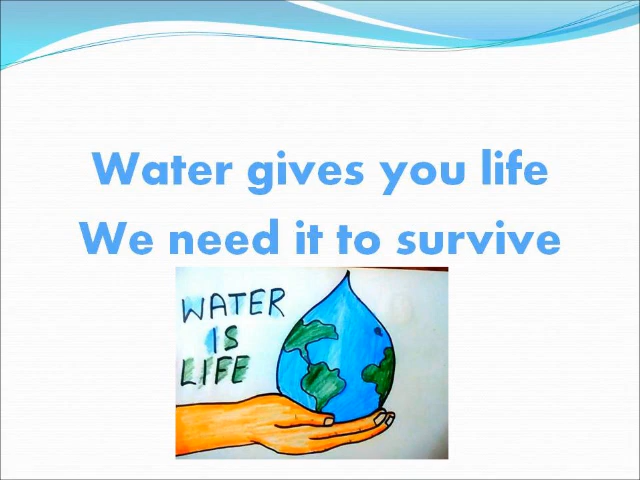 Water gives you life
We need it to survive
WATER
IS
LIFE